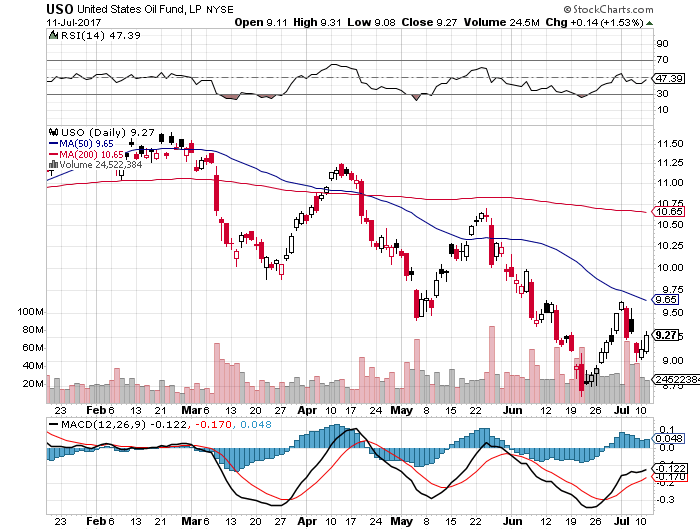 USO United States Oil Fund, LP NYSE © StockCharts.com
11-Jul-2017 Open 9.11 High 9.31 Low 9.08 Close 9.27 Volume 24.5M Chg +0.14 (+1.53%)
RSI(14) 47.39
90
70
47.39
30
10
USO (Daily) 9.27
MA(50) 9.65
MA(200) 10.65
Volume 24,522,384
11.50
11.25
11.00
10.75
10.65
10.50
10.25
10.00
9.75
9.65
9.27
9.00
8.75
24522384
100M
80M
60M
40M
20M
23 Feb 6 13 21 Mar 6 13 20 27 Apr 10 17 24 May 8 15 22 Jun 12 19 26 Jul 10
MACD(12,26,9) -0.122, -0.170, 0.048
0.1
0.048
0.0
-0.122
-0.170
-0.2
-0.3
23 Feb 6 13 21 Mar 6 13 20 27 Apr 10 17 24 May 8 15 22 Jun 12 19 26 Jul 10